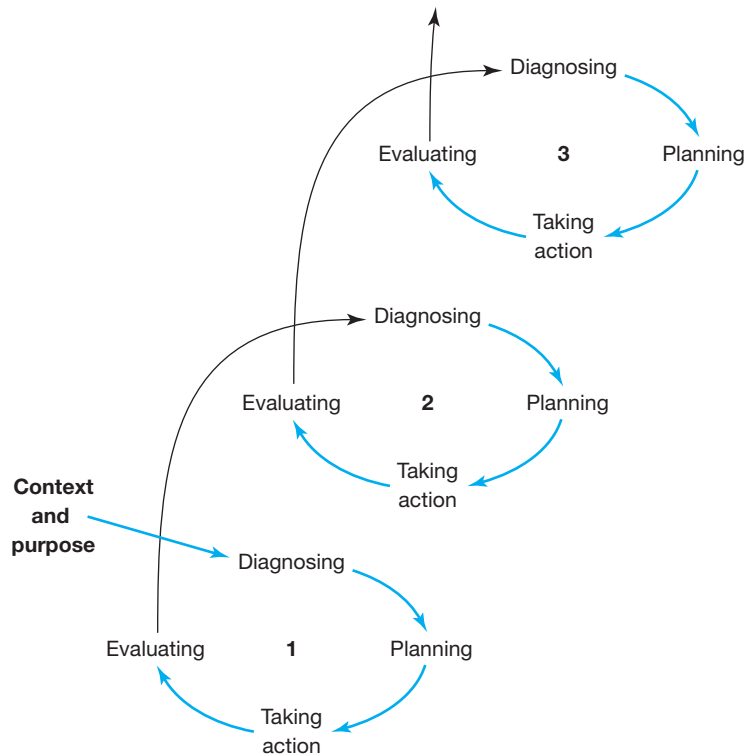 Diagnosing
Evaluating 3 Planning
Taking
action
Diagnosing
Evaluating 2 Planning
Taking
action
Context
and
purpose
Diagnosing
Evaluating 1 Planning
Taking
action